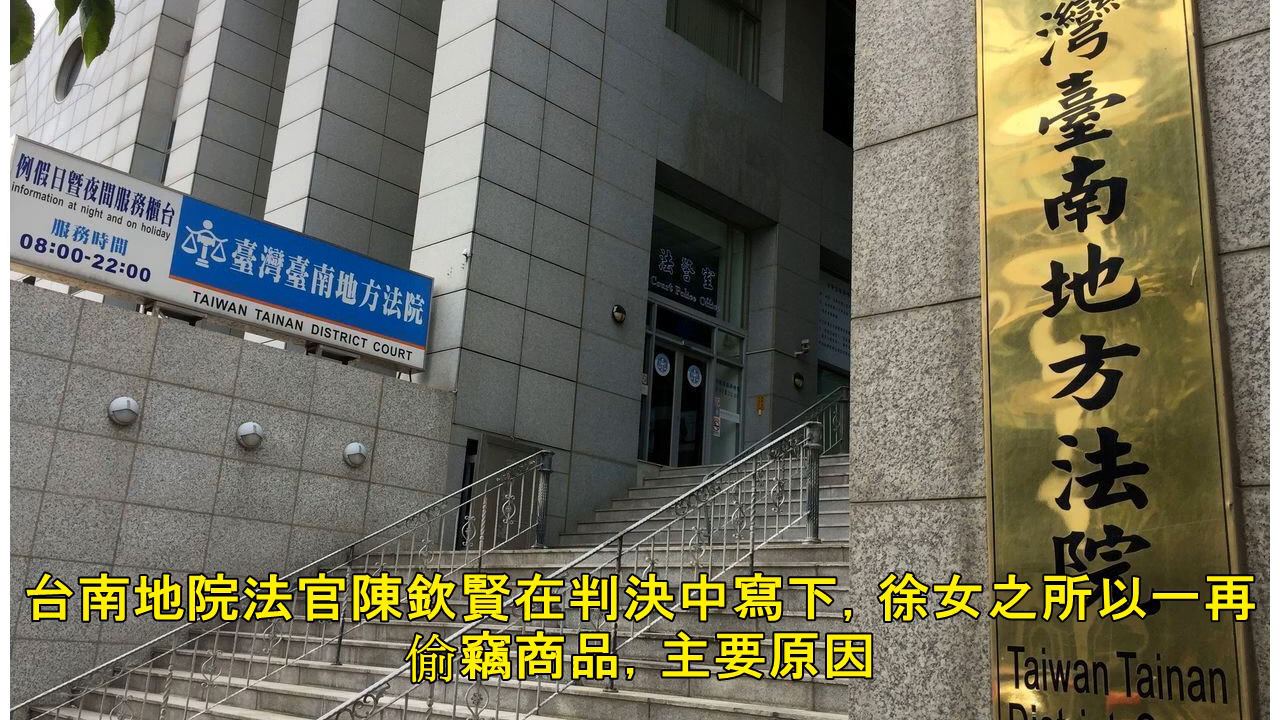 例假日暨夜間服務櫃台
information at night and on holiday
服務時間
08:00-22:00
臺灣臺南地方法院
TAIWAN TAINAN DISTRICT COURT
法警室
Court Police Office
灣臺南地方法院
Taiwan Tainan
台南地院法官陳欽賢在判決中寫下, 徐女之所以一再
偷竊商品, 主要原因